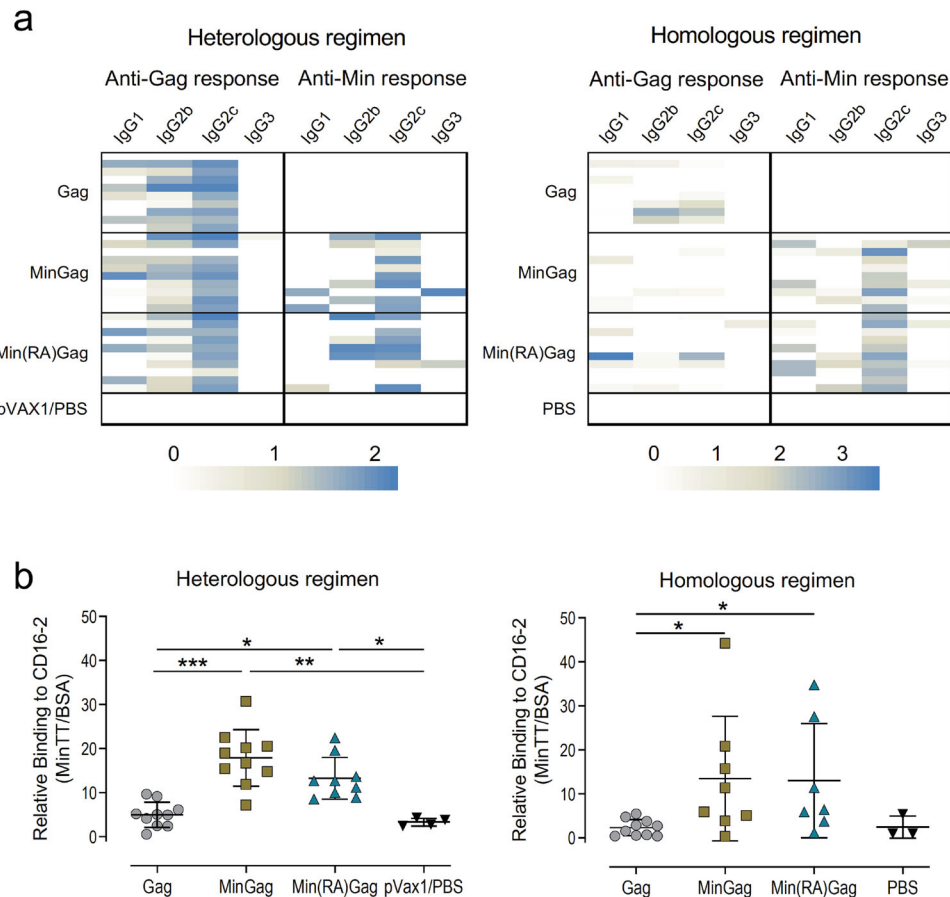 a
Heterologous regimen
Homologous regimen
Anti-Gag response Anti-Min response
Anti-Gag response Anti-Min response
IgG1 IgG2b IgG2c IgG3 IgG1 IgG2b IgG2c IgG3
IgG1 IgG2b IgG2c IgG3 IgG1 IgG2b IgG2c IgG3
Gag
MinGag
Min(RA)Gag
pVAX1/PBS
0 1 2
Gag
MinGag
Min(RA)Gag
PBS
0 1 2 3
b
Heterologous regimen
Relative Binding to CD16-2
(MinTT/BSA)
50
40
30
20
10
0
* *
*** **
Gag MinGag Min(RA)Gag pVax1/PBS
Homologous regimen
Relative Binding to CD16-2
(MinTT/BSA)
50
40
30
20
10
0
*
*
Gag MinGag Min(RA)Gag PBS